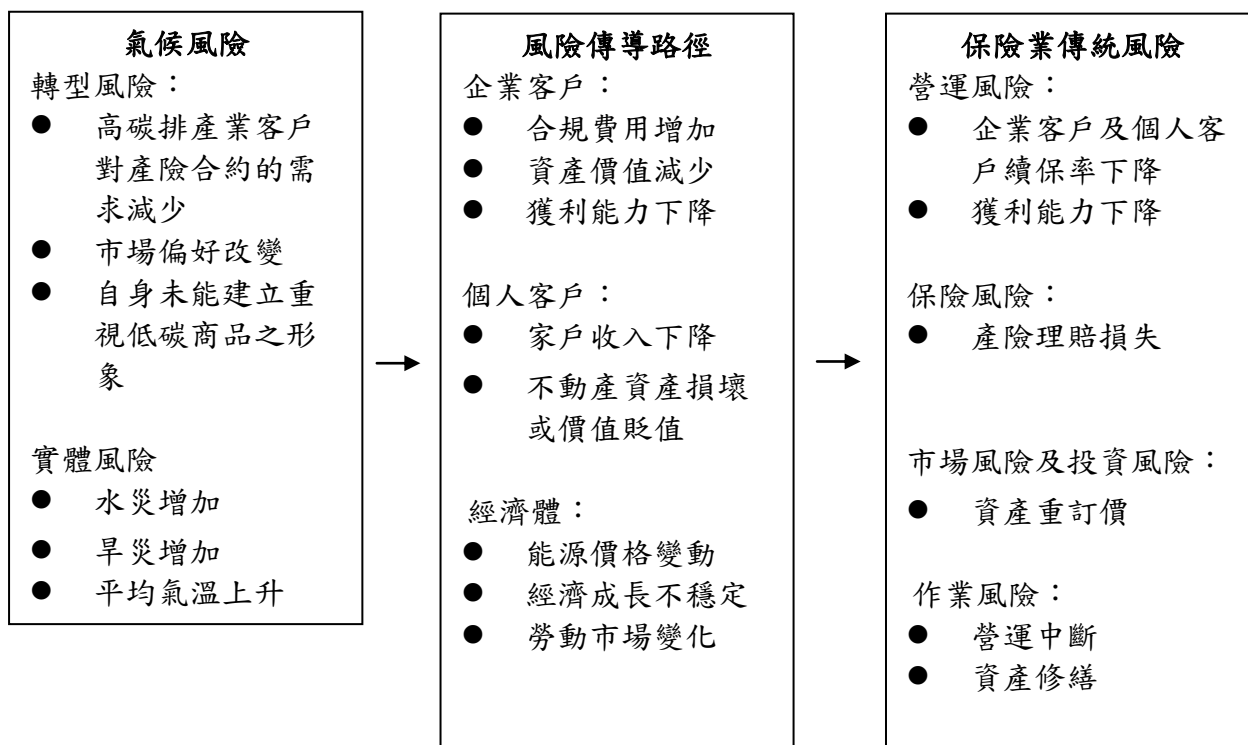 氣候風險
轉型風險：
● 高碳排產業客戶
對產險合約的需
求減少
● 市場偏好改變
● 自身未能建立重
視低碳商品之形
象
實體風險
● 水災增加
● 旱災增加
● 平均氣溫上升
風險傳導路徑
企業客戶：
● 合規費用增加
● 資產價值減少
● 獲利能力下降
個人客戶：
● 家戶收入下降
● 不動產資產損壞
或價值貶值
經濟體：
● 能源價格變動
● 經濟成長不穩定
● 勞動市場變化
保險業傳統風險
營運風險：
● 企業客戶及個人客
戶續保率下降
● 獲利能力下降
保險風險：
● 產險理賠損失
市場風險及投資風險：
● 資產重訂價
作業風險：
● 營運中斷
● 資產修繕